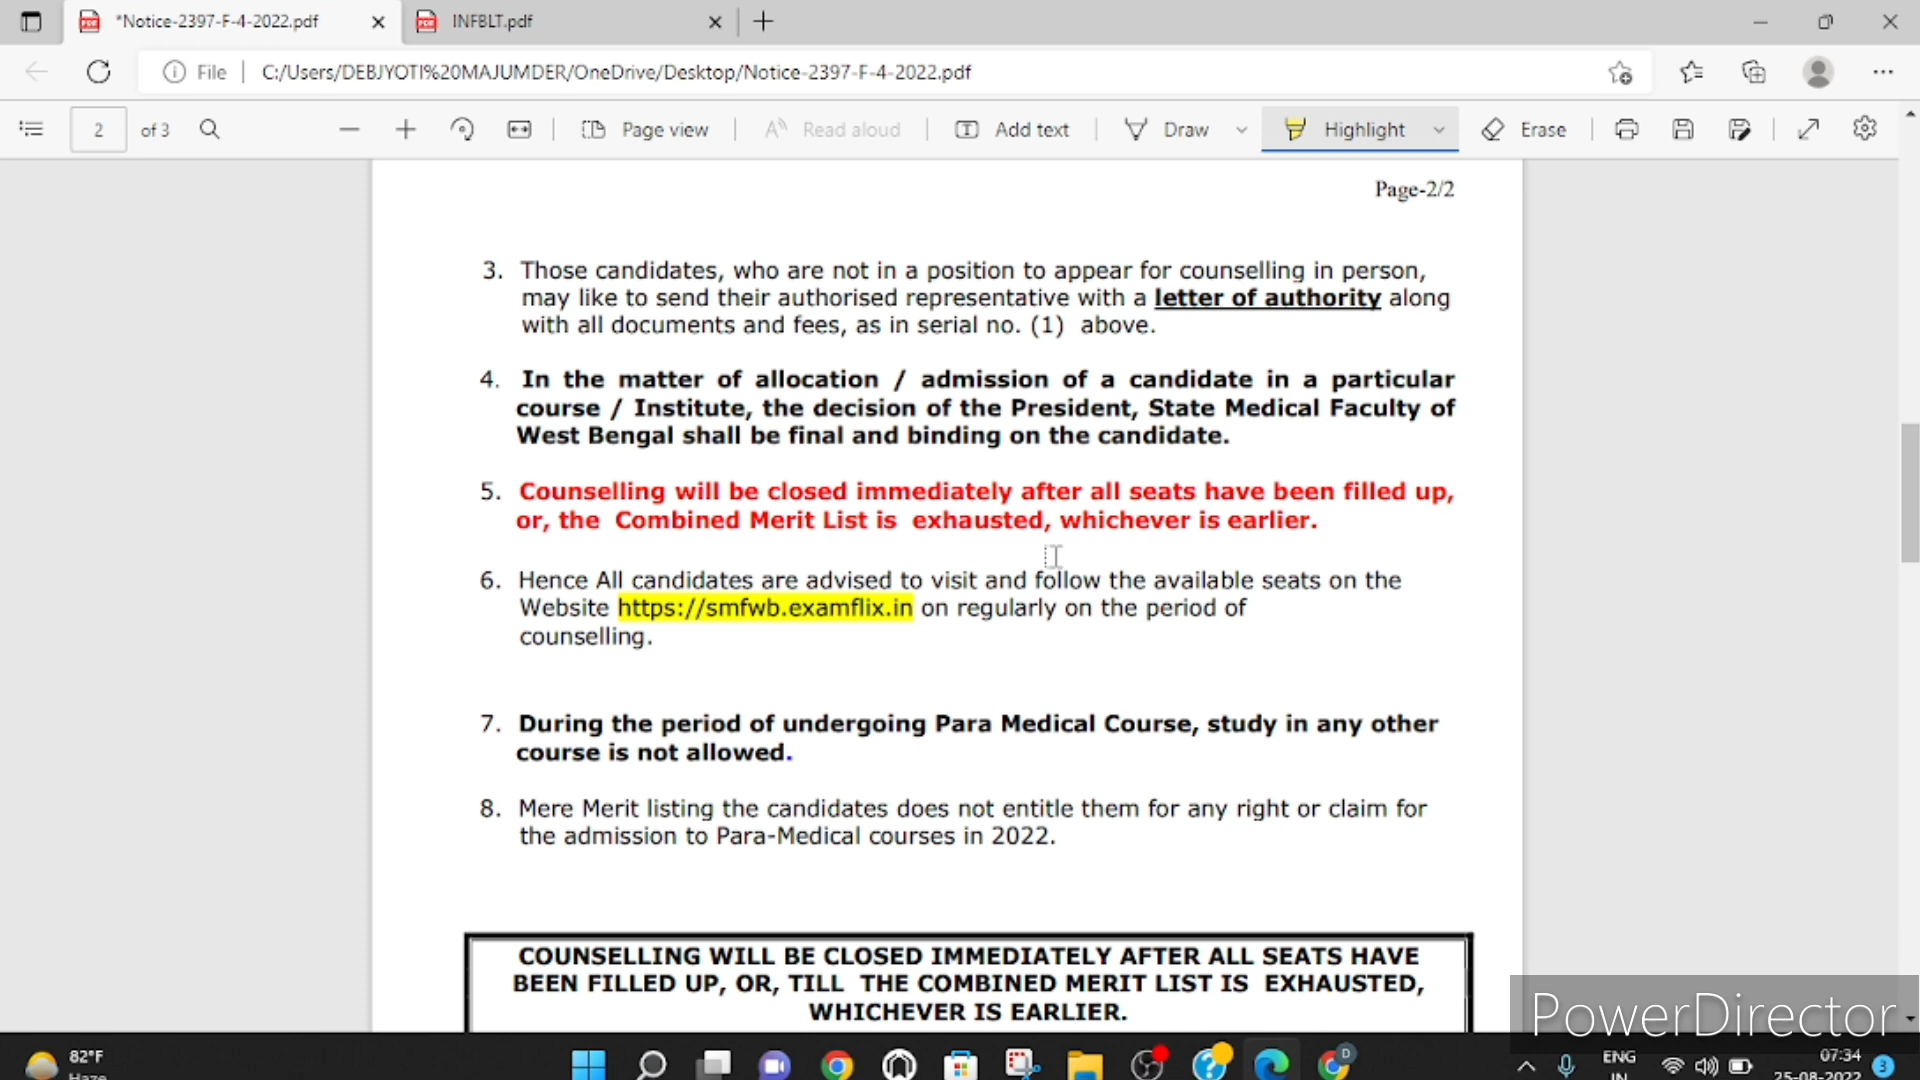 *Notice-2397-F-4-2022.pdf
INFBLT.pdf
File
C:/Users/DEBJYOTI%20MAJUMDER/OneDrive/Desktop/Notice-2397-F-4-2022.pdf
2 of 3
Page view
Read aloud
Add text
Draw
Highlight
Erase
Page-2/2
3. Those candidates, who are not in a position to appear for counselling in person,
may like to send their authorised representative with a letter of authority along
with all documents and fees, as in serial no. (1) above.
4. In the matter of allocation / admission of a candidate in a particular
course / Institute, the decision of the President, State Medical Faculty of
West Bengal shall be final and binding on the candidate.
5. Counselling will be closed immediately after all seats have been filled up,
or, the Combined Merit List is exhausted, whichever is earlier.
6. Hence All candidates are advised to visit and follow the available seats on the
Website https://smfwb.examflix.in on regularly on the period of
counselling.
7. During the period of undergoing Para Medical Course, study in any other
course is not allowed.
8. Mere Merit listing the candidates does not entitle them for any right or claim for
the admission to Para-Medical courses in 2022.
COUNSELLING WILL BE CLOSED IMMEDIATELY AFTER ALL SEATS HAVE
BEEN FILLED UP, OR, TILL THE COMBINED MERIT LIST IS EXHAUSTED,
WHICHEVER IS EARLIER.
PowerDirector
82°F
Haze
D
ENG
IN
07:34
25-08-2022
3